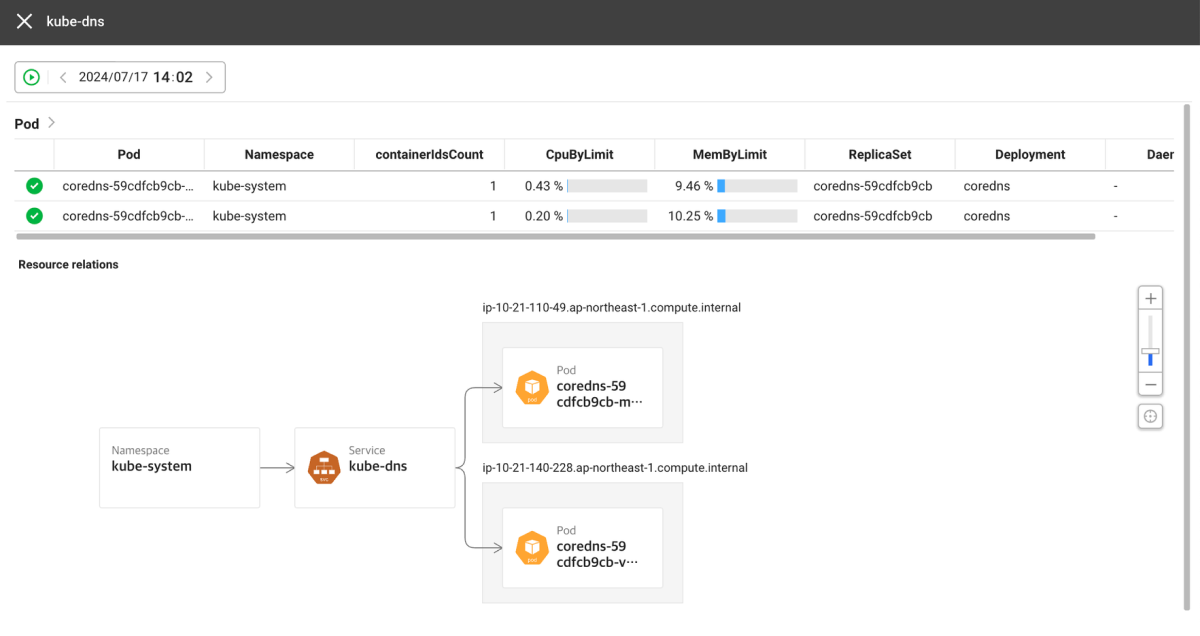 kube-dns
2024/07/17 14:02
Pod
Pod Namespace containerIdsCount CpuByLimit MemByLimit ReplicaSet Deployment Daer
coredns-59cdfcb9cb-... kube-system 1 0.43 % 9.46 % coredns-59cdfcb9cb coredns -
coredns-59cdfcb9cb-... kube-system 1 0.20 % 10.25 % coredns-59cdfcb9cb coredns -
Resource relations
ip-10-21-110-49.ap-northeast-1.compute.internal
Pod
coredns-59
cdfcb9cb-m···
pod
Namespace
kube-system
Service
kube-dns
svc
ip-10-21-140-228.ap-northeast-1.compute.internal
Pod
coredns-59
cdfcb9cb-v···
pod